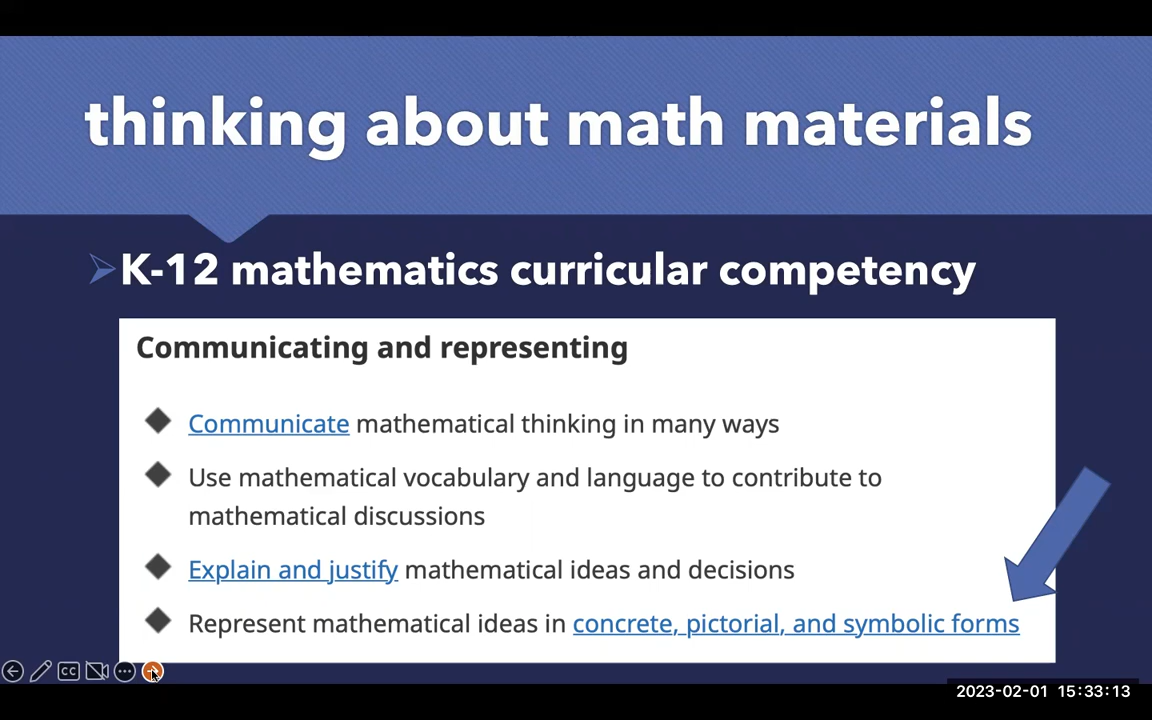 thinking about math materials
K-12 mathematics curricular competency
Communicating and representing
Communicate mathematical thinking in many ways
Use mathematical vocabulary and language to contribute to
mathematical discussions
Explain and justify mathematical ideas and decisions
Represent mathematical ideas in concrete, pictorial, and symbolic forms
CC
2023-02-01 15:33:13